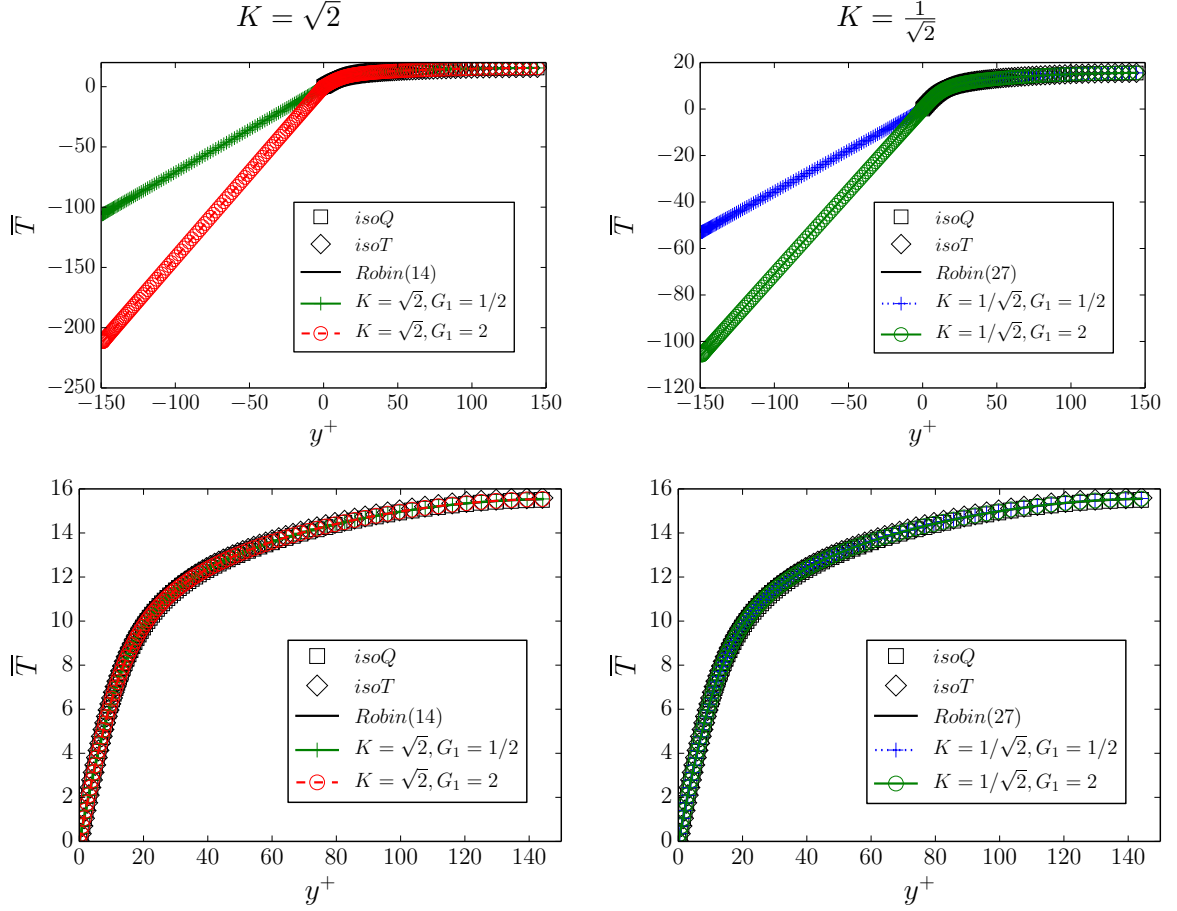 K = √2
K = 1/√2
T
0
−50
−100
−150
−200
−250
−150 −100 −50 0 50 100 150
y+
isoQ
isoT
Robin(14)
K = √2, G1 = 1/2
K = √2, G1 = 2
T
20
0
−20
−40
−60
−80
−100
−120
−150 −100 −50 0 50 100 150
y+
isoQ
isoT
Robin(27)
K = 1/√2, G1 = 1/2
K = 1/√2, G1 = 2
T
16
14
12
10
8
6
4
2
0
0 20 40 60 80 100 120 140
y+
isoQ
isoT
Robin(14)
K = √2, G1 = 1/2
K = √2, G1 = 2
T
16
14
12
10
8
6
4
2
0
0 20 40 60 80 100 120 140
y+
isoQ
isoT
Robin(27)
K = 1/√2, G1 = 1/2
K = 1/√2, G1 = 2